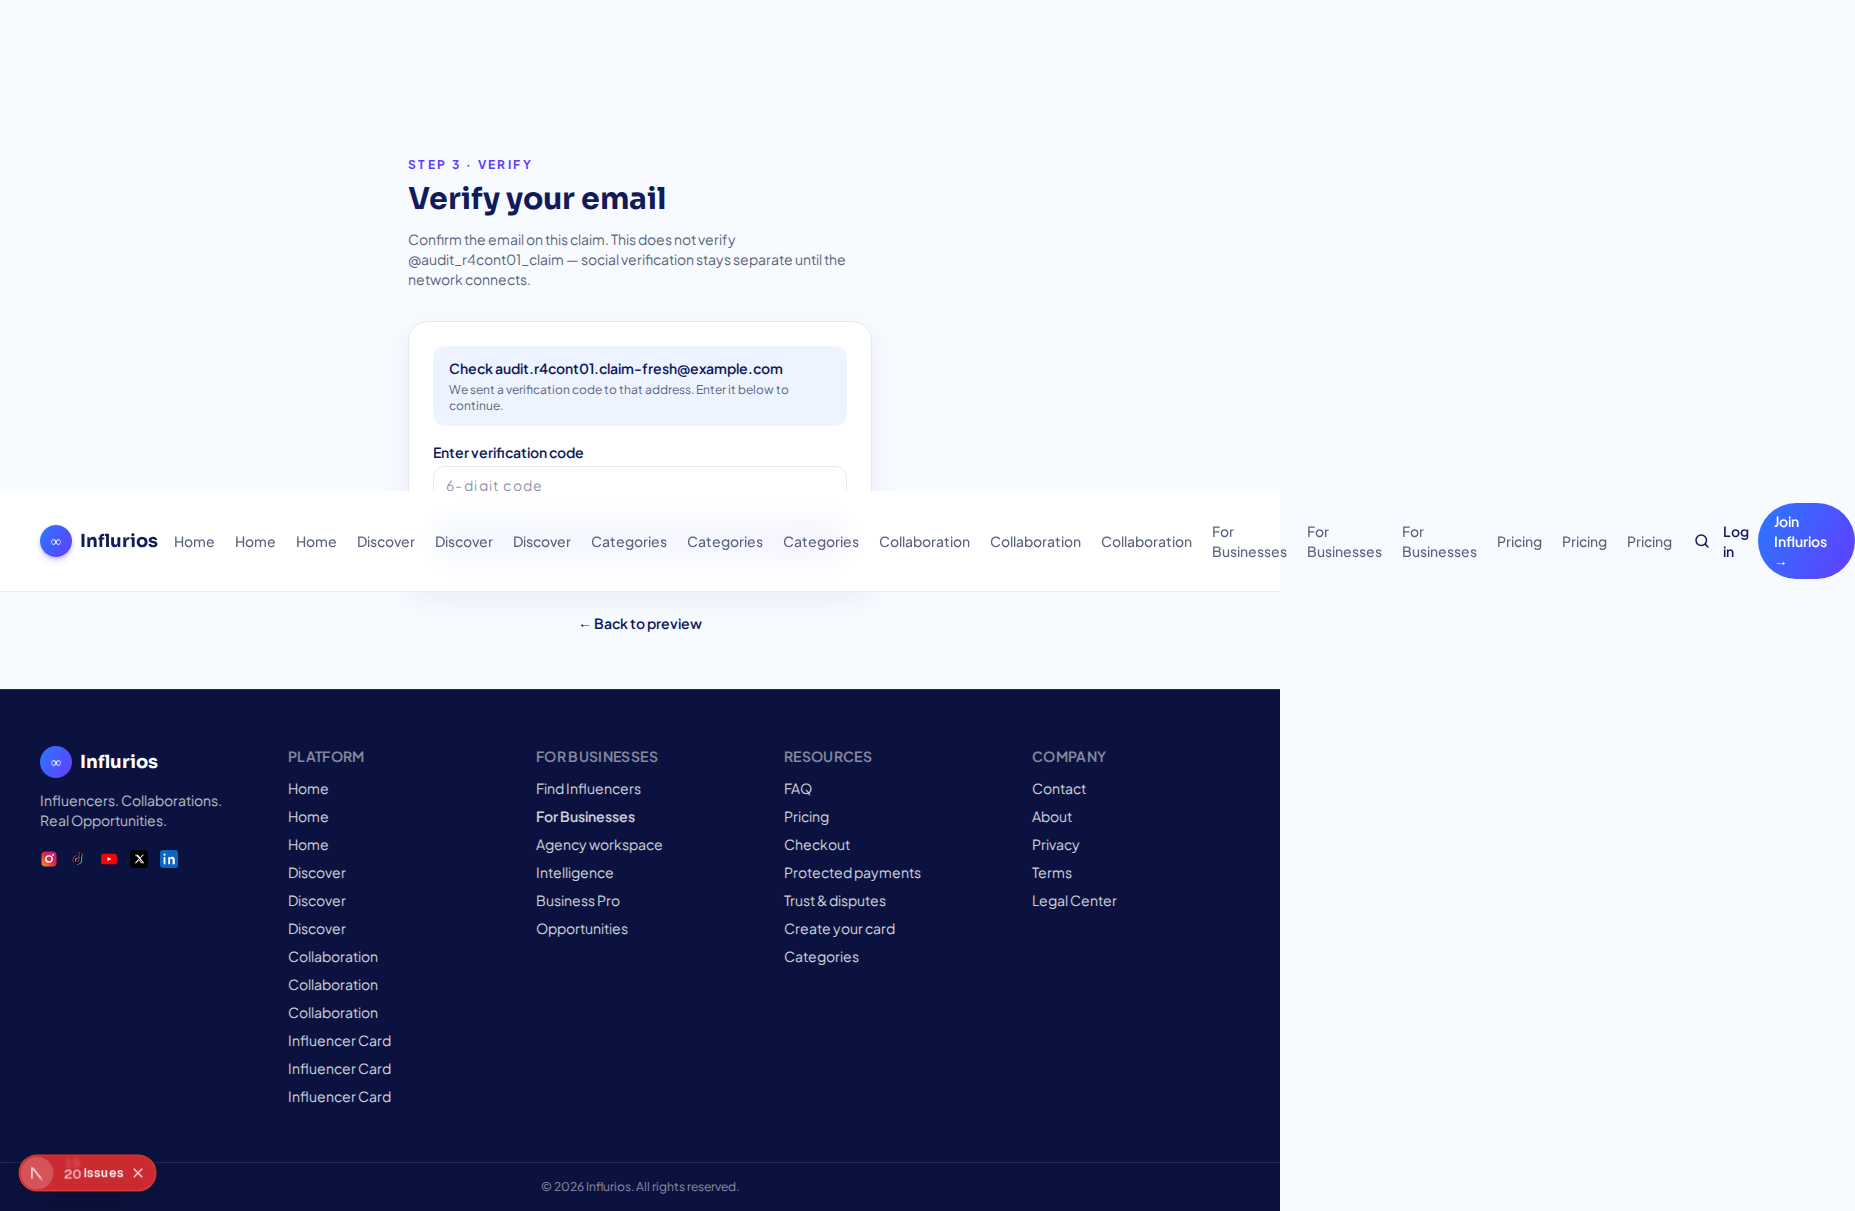 STEP 3 · VERIFY
Verify your email
Confirm the email on this claim. This does not verify
@audit_r4cont01_claim — social verification stays separate until the
network connects.
Check audit.r4cont01.claim-fresh@example.com
We sent a verification code to that address. Enter it below to
continue.
Enter verification code
6-digit code
Influrios Home Home Home Discover Discover Discover Categories Categories Categories Collaboration Collaboration Collaboration For Businesses For Businesses For Businesses Pricing Pricing Pricing Log in Join Influrios →
← Back to preview
Influrios
Influencers. Collaborations.
Real Opportunities.
PLATFORM
Home
Home
Home
Discover
Discover
Discover
Collaboration
Collaboration
Collaboration
Influencer Card
Influencer Card
Influencer Card
FOR BUSINESSES
Find Influencers
For Businesses
Agency workspace
Intelligence
Business Pro
Opportunities
RESOURCES
FAQ
Pricing
Checkout
Protected payments
Trust & disputes
Create your card
Categories
COMPANY
Contact
About
Privacy
Terms
Legal Center
20 Issues
© 2026 Influrios. All rights reserved.